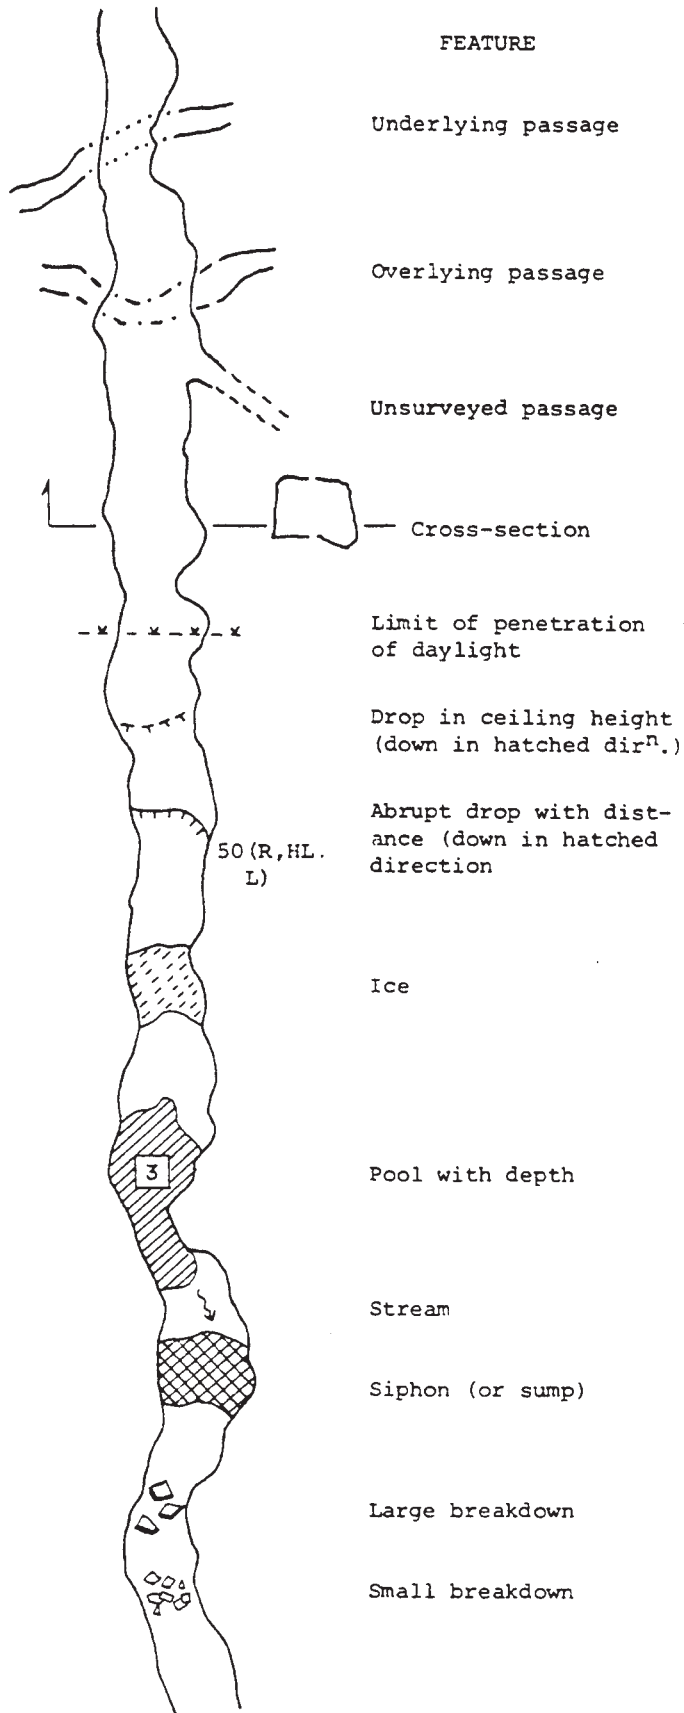 FEATURE
Underlying passage
Overlying passage
Unsurveyed passage
Cross-section
Limit of penetration
of daylight
Drop in ceiling height
(down in hatched dirn.)
Abrupt drop with dist-
ance (down in hatched
direction
50(R,HL.
L)
Ice
3
Pool with depth
Stream
Siphon (or sump)
Large breakdown
Small breakdown